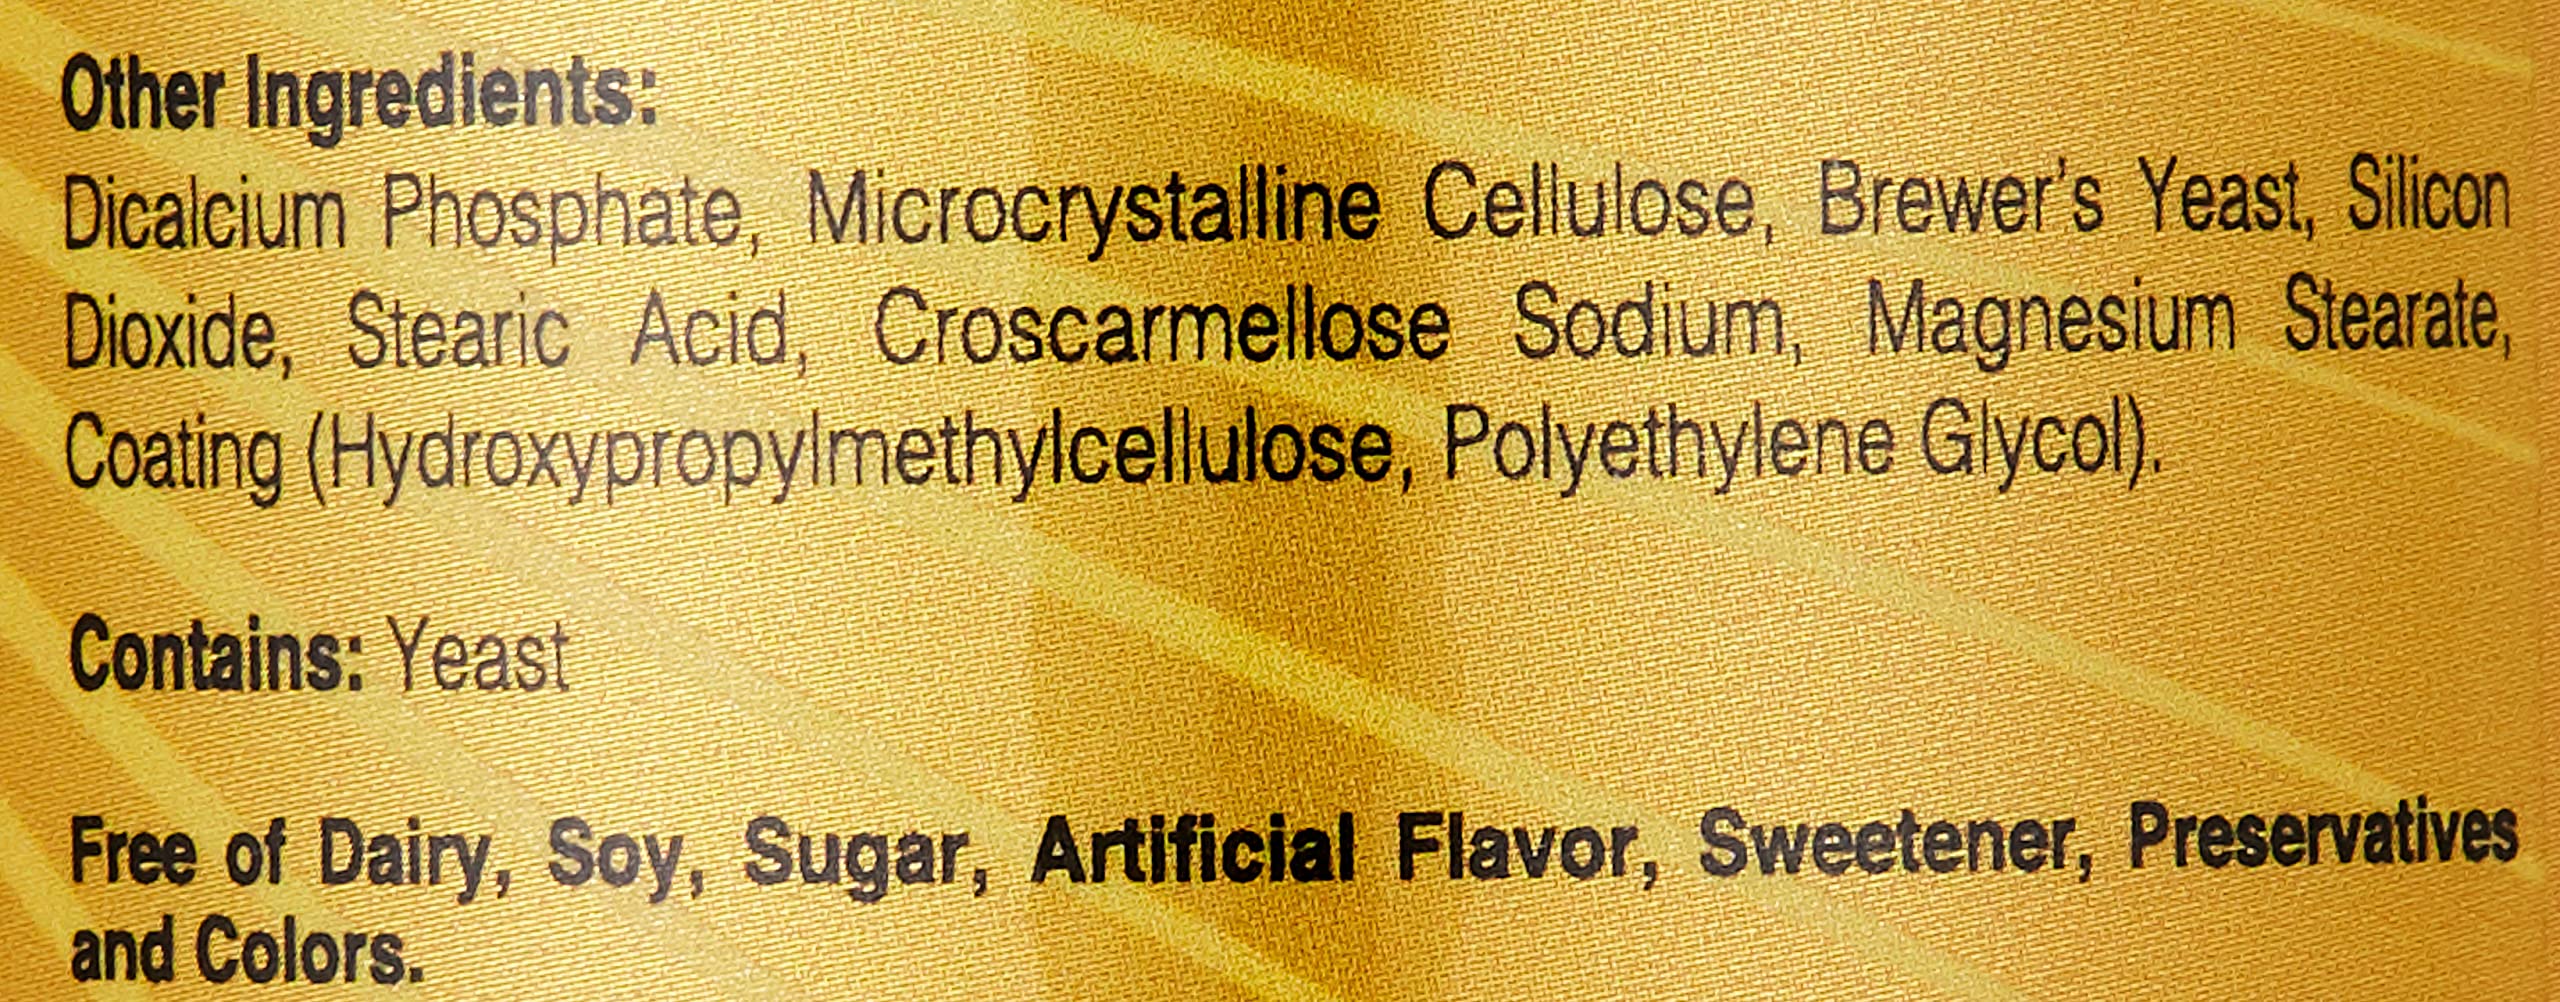 Other Ingredients:
Dicalcium Phosphate, Microcrystalline Cellulose, Brewer's Yeast, Silicon
Dioxide, Stearic Acid, Croscarmellose Sodium, Magnesium Stearate,
Coating (Hydroxypropylmethylcellulose, Polyethylene Glycol).
Contains: Yeast
Free of Dairy, Soy, Sugar, Artificial Flavor, Sweetener, Preservatives
and Colors.